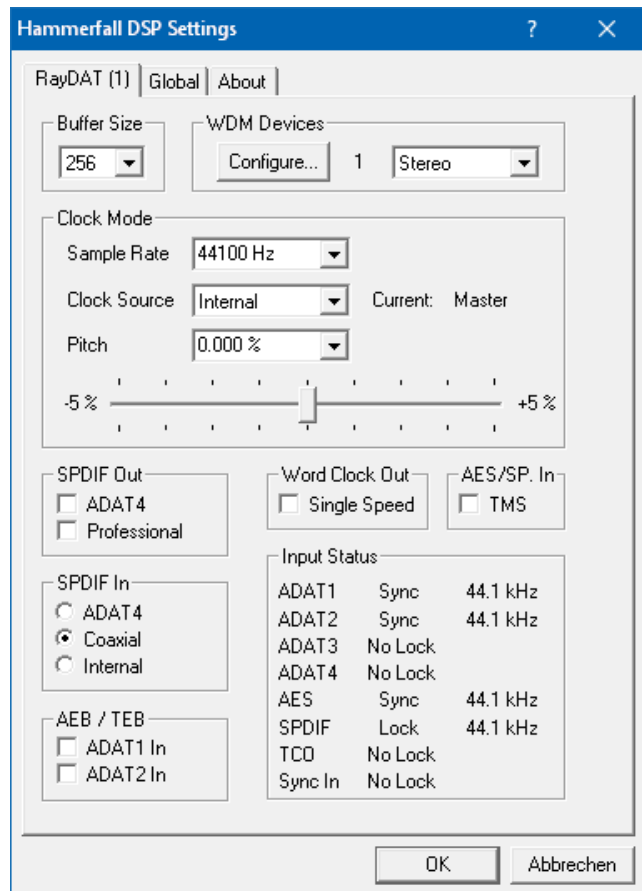 Hammerfall DSP Settings ?
RayDAT (1) Global About
Buffer Size WDM Devices
256 Configure... 1 Stereo
Clock Mode
Sample Rate 44100 Hz
Clock Source Internal Current: Master
Pitch 0.000 %
-5 % +5 %
SPDIF Out
ADAT4
Professional
Word Clock Out
Single Speed
AES/SP. In
TMS
SPDIF In
ADAT4
Coaxial
Internal
AEB / TEB
ADAT1 In
ADAT2 In
Input Status
ADAT1 Sync 44.1 kHz
ADAT2 Sync 44.1 kHz
ADAT3 No Lock
ADAT4 No Lock
AES Sync 44.1 kHz
SPDIF Lock 44.1 kHz
TCO No Lock
Sync In No Lock
OK Abbrechen